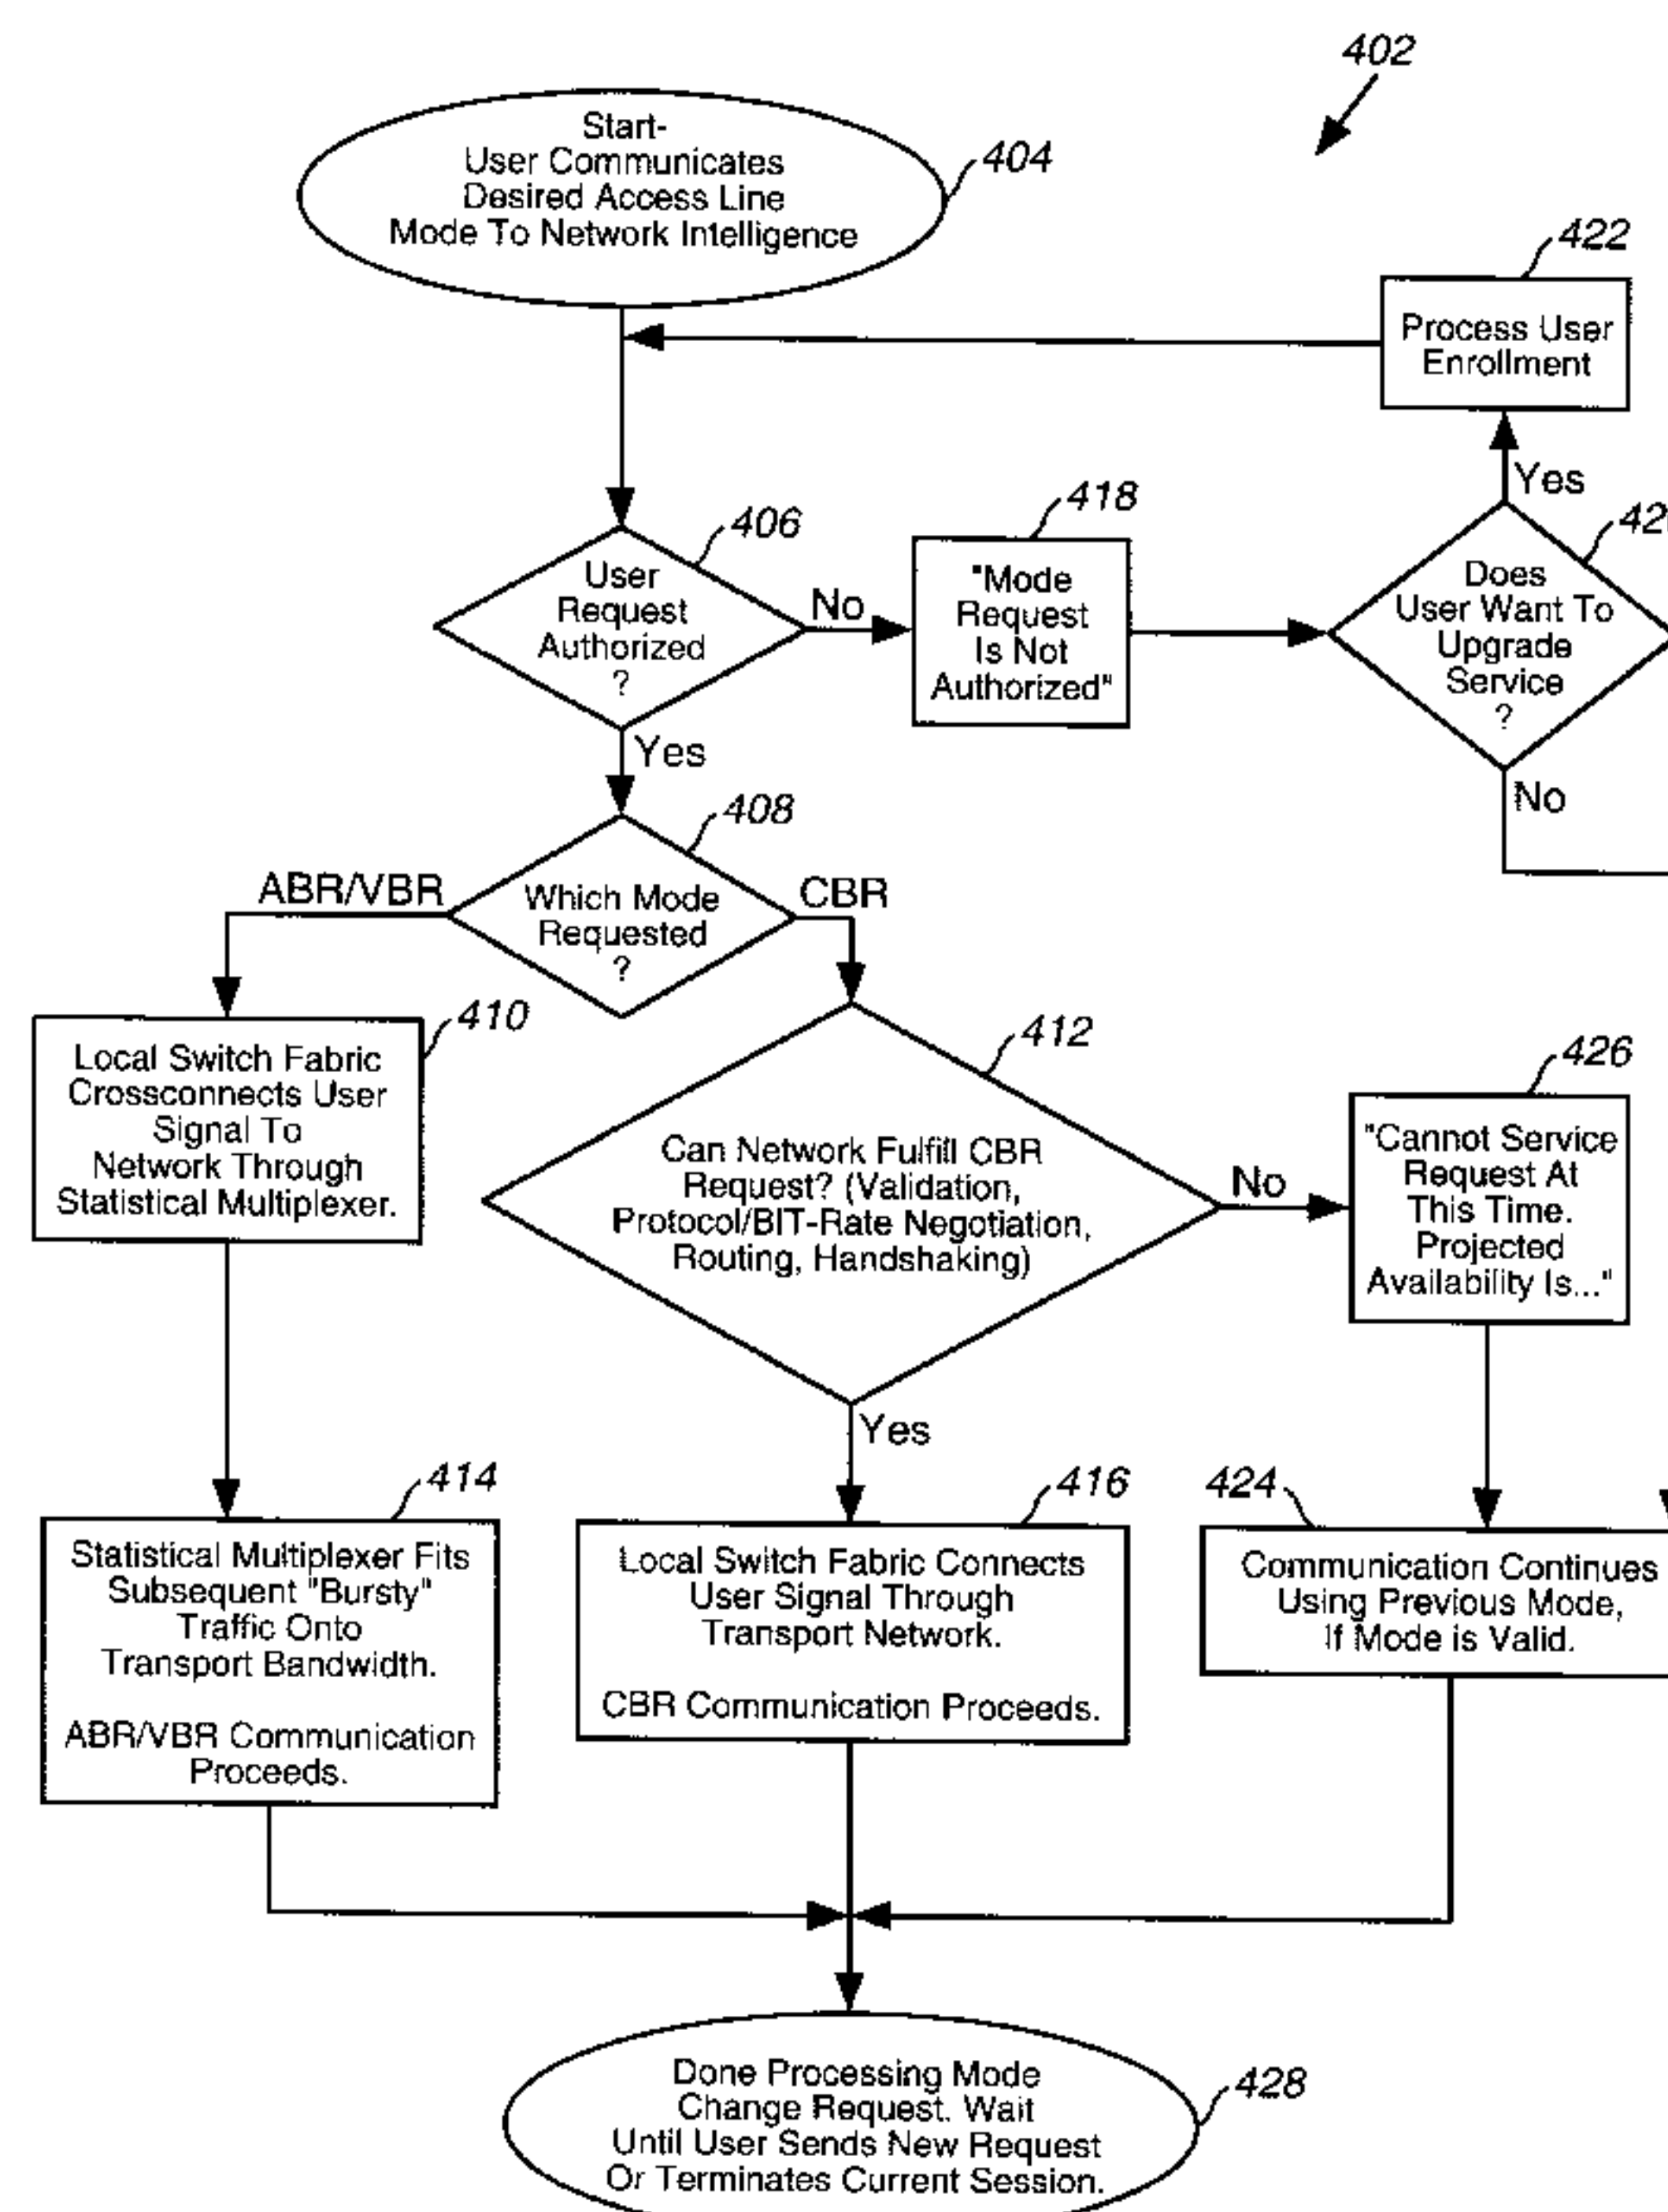 402
Start-
User Communicates
Desired Access Line
Mode To Network Intelligence
404
422
Process User
Enrollment
Yes
406
User
Request
Authorized
?
No
418
"Mode
Request
Is Not
Authorized"
Does
User Want To
Upgrade
Service
?
No
Yes
408
ABR/VBR
Which Mode
Requested
?
CBR
410
Local Switch Fabric
Crossconnects User
Signal To
Network Through
Statistical Multiplexer.
412
Can Network Fulfill CBR
Request? (Validation,
Protocol/BIT-Rate Negotiation,
Routing, Handshaking)
No
426
"Cannot Service
Request At
This Time.
Projected
Availability Is..."
Yes
414
Statistical Multiplexer Fits
Subsequent "Bursty"
Traffic Onto
Transport Bandwidth.
ABR/VBR Communication
Proceeds.
416
Local Switch Fabric Connects
User Signal Through
Transport Network.
CBR Communication Proceeds.
424
Communication Continues
Using Previous Mode,
If Mode is Valid.
Done Processing Mode
Change Request. Wait
Until User Sends New Request
Or Terminates Current Session.
428